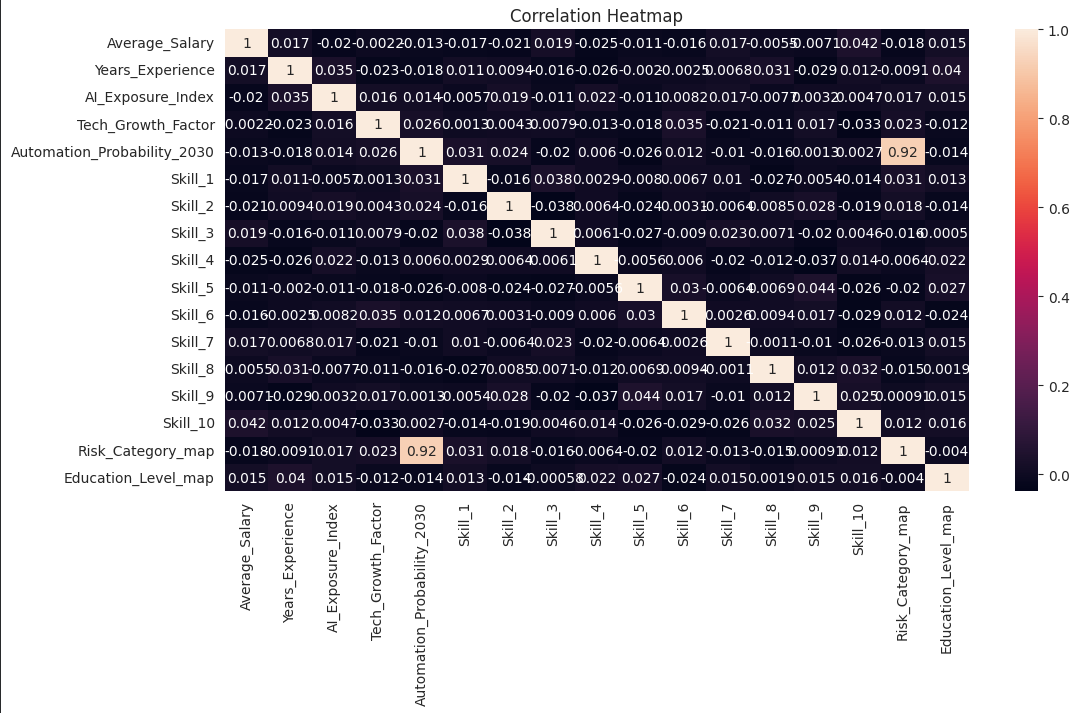 Correlation Heatmap
Average_Salary 1 0.017 -0.02 -0.0022 -0.013 -0.017 -0.021 0.019 -0.025 -0.011 -0.016 0.017 -0.0055 0.0071 0.042 -0.018 0.015
Years_Experience 0.017 1 0.035 -0.023 -0.018 0.011 0.0094 -0.016 -0.026 -0.002 -0.0025 0.0068 0.031 -0.029 0.012 -0.0091 0.04
AI_Exposure_Index -0.02 0.035 1 0.016 0.014 -0.0057 0.019 -0.011 0.022 -0.011 0.0082 0.017 -0.0077 0.0032 0.0047 0.017 0.015
Tech_Growth_Factor 0.0022 -0.023 0.016 1 0.026 0.0013 0.0043 0.0079 -0.013 -0.018 0.035 -0.021 -0.011 0.017 -0.033 0.023 -0.012
Automation_Probability_2030 -0.013 -0.018 0.014 0.026 1 0.031 0.024 -0.02 0.006 -0.026 0.012 -0.01 -0.016 0.0013 0.0027 0.92 -0.014
Skill_1 -0.017 0.011 -0.0057 0.0013 0.031 1 -0.016 0.038 0.0029 -0.008 0.0067 0.01 -0.027 -0.0054 -0.014 0.031 0.013
Skill_2 -0.021 0.0094 0.019 0.0043 0.024 -0.016 1 -0.038 0.0064 -0.024 0.0031 -0.0064 0.0085 0.028 -0.019 0.018 -0.014
Skill_3 0.019 -0.016 -0.011 0.0079 -0.02 0.038 -0.038 1 0.0061 -0.027 -0.009 0.023 0.0071 -0.02 0.0046 -0.016 0.0005
Skill_4 -0.025 -0.026 0.022 -0.013 0.006 0.0029 0.0064 0.0061 1 0.0056 0.006 -0.02 -0.012 -0.037 0.014 -0.0064 0.022
Skill_5 -0.011 -0.002 -0.011 -0.018 -0.026 -0.008 -0.024 -0.027 -0.0056 1 0.03 -0.0064 0.0069 0.044 -0.026 -0.02 0.027
Skill_6 -0.016 -0.0025 0.0082 0.035 0.012 0.0067 0.0031 -0.009 0.006 0.03 1 0.0026 0.0094 0.017 -0.029 0.012 -0.024
Skill_7 0.017 0.0068 0.017 -0.021 -0.01 0.01 -0.0064 0.023 -0.02 -0.0064 0.0026 1 0.0011 -0.01 -0.026 -0.013 0.015
Skill_8 0.0055 0.031 -0.0077 -0.011 -0.016 -0.027 0.0085 0.0071 -0.012 0.0069 0.0094 -0.0011 1 0.012 0.032 -0.015 0.0019
Skill_9 0.0071 -0.029 0.0032 0.017 0.0013 -0.0054 0.028 -0.02 -0.037 0.044 0.017 -0.01 0.012 1 0.025 0.00091 0.015
Skill_10 0.042 0.012 0.0047 -0.033 0.0027 -0.014 -0.019 0.0046 0.014 -0.026 -0.029 -0.026 0.032 0.025 1 0.012 0.016
Risk_Category_map -0.018 -0.0091 0.017 0.023 0.92 0.031 0.018 -0.016 -0.0064 -0.02 0.012 -0.013 -0.015 0.00091 0.012 1 -0.004
Education_Level_map 0.015 0.04 0.015 -0.012 -0.014 0.013 -0.014 0.00058 0.022 0.027 -0.024 0.015 0.0019 0.015 0.016 -0.004 1
Average_Salary
Years_Experience
AI_Exposure_Index
Tech_Growth_Factor
Automation_Probability_2030
Skill_1
Skill_2
Skill_3
Skill_4
Skill_5
Skill_6
Skill_7
Skill_8
Skill_9
Skill_10
Risk_Category_map
Education_Level_map
1.0
0.8
0.6
0.4
0.2
0.0